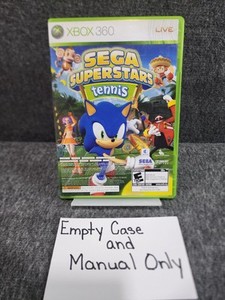 XBOX 360
LIVE
SEGA
SUPERSTARS
tennis
SEGA
E
Empty Case
and
Manual Only